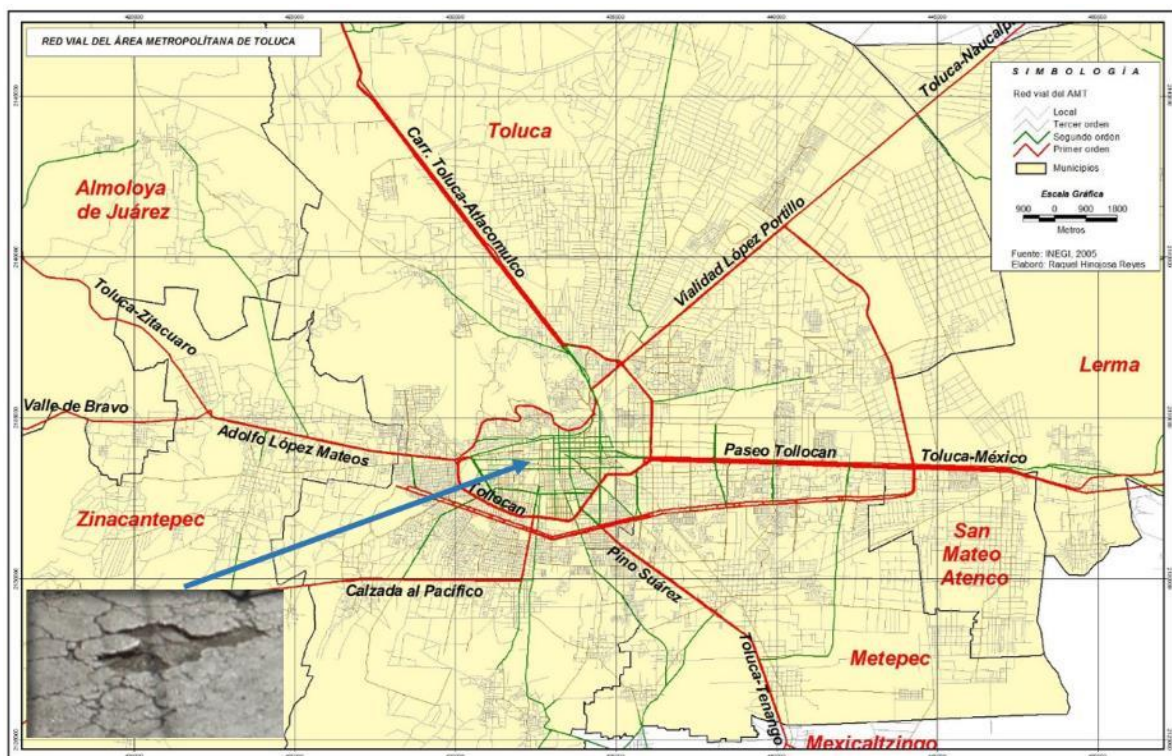 RED VIAL DEL ÁREA METROPOLÍTANA DE TOLUCA
Toluca-Naucalp
SIMBOLOGÍA
Red vial del AMT
Local
Tercer orden
Segundo orden
Primer orden
Municipios
Escala Gráfica
900 0 900 1800
Metros
Fuente: INEGI, 2005
Elaboró: Raquel Hinojosa Reyes
Toluca
Carr. Toluca-Atlacomulco
Almoloya
de Juárez
Vialidad López Portillo
Toluca-Zitacuaro
Lerma
Valle de Bravo
Adolfo López Mateos
Paseo Tollocan
Toluca-México
Tollocan
Zinacantepec
San
Mateo
Atenco
Pino Suárez
Calzada al Pacífico
Toluca-Tenango
Metepec
Mexicaltzingo